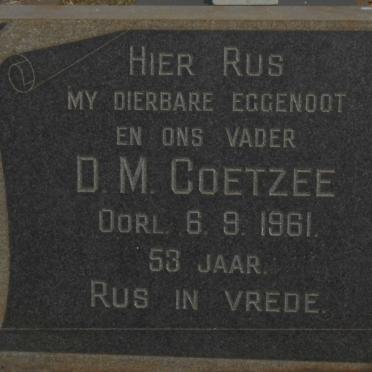 HIER RUS
MY DIERBARE EGGENOOT
EN ONS VADER
D. M. COETZEE
OORL. 6. 9. 1961.
53 JAAR.
RUS IN VREDE.